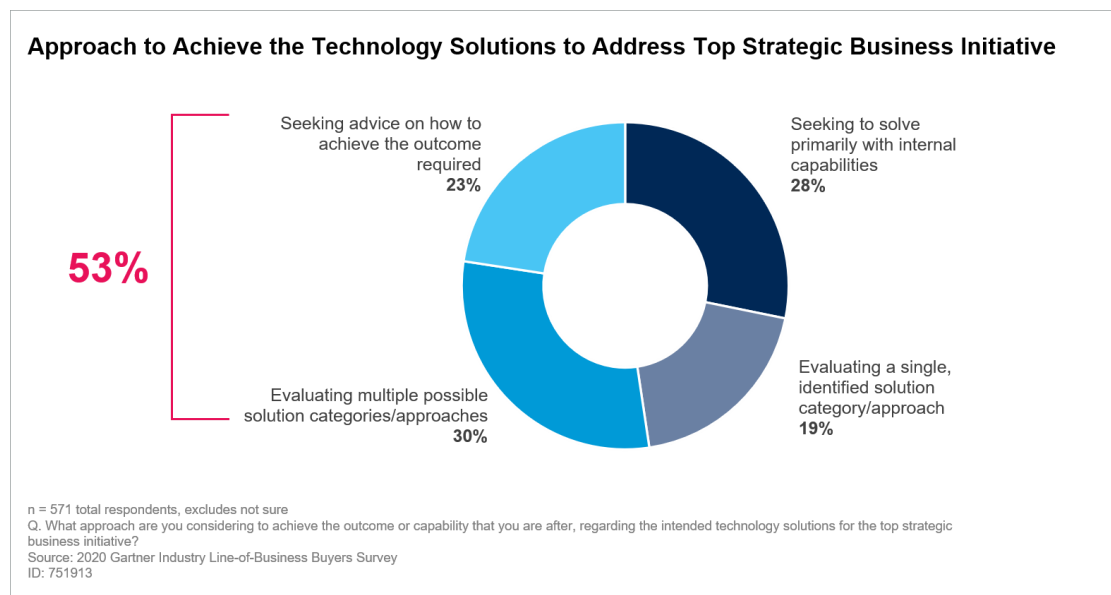 Approach to Achieve the Technology Solutions to Address Top Strategic Business Initiative
Seeking advice on how to
achieve the outcome
required
23%
Seeking to solve
primarily with internal
capabilities
28%
53%
Evaluating multiple possible
solution categories/approaches
30%
Evaluating a single,
identified solution
category/approach
19%
n = 571 total respondents, excludes not sure
Q. What approach are you considering to achieve the outcome or capability that you are after, regarding the intended technology solutions for the top strategic
business initiative?
Source: 2020 Gartner Industry Line-of-Business Buyers Survey
ID: 751913